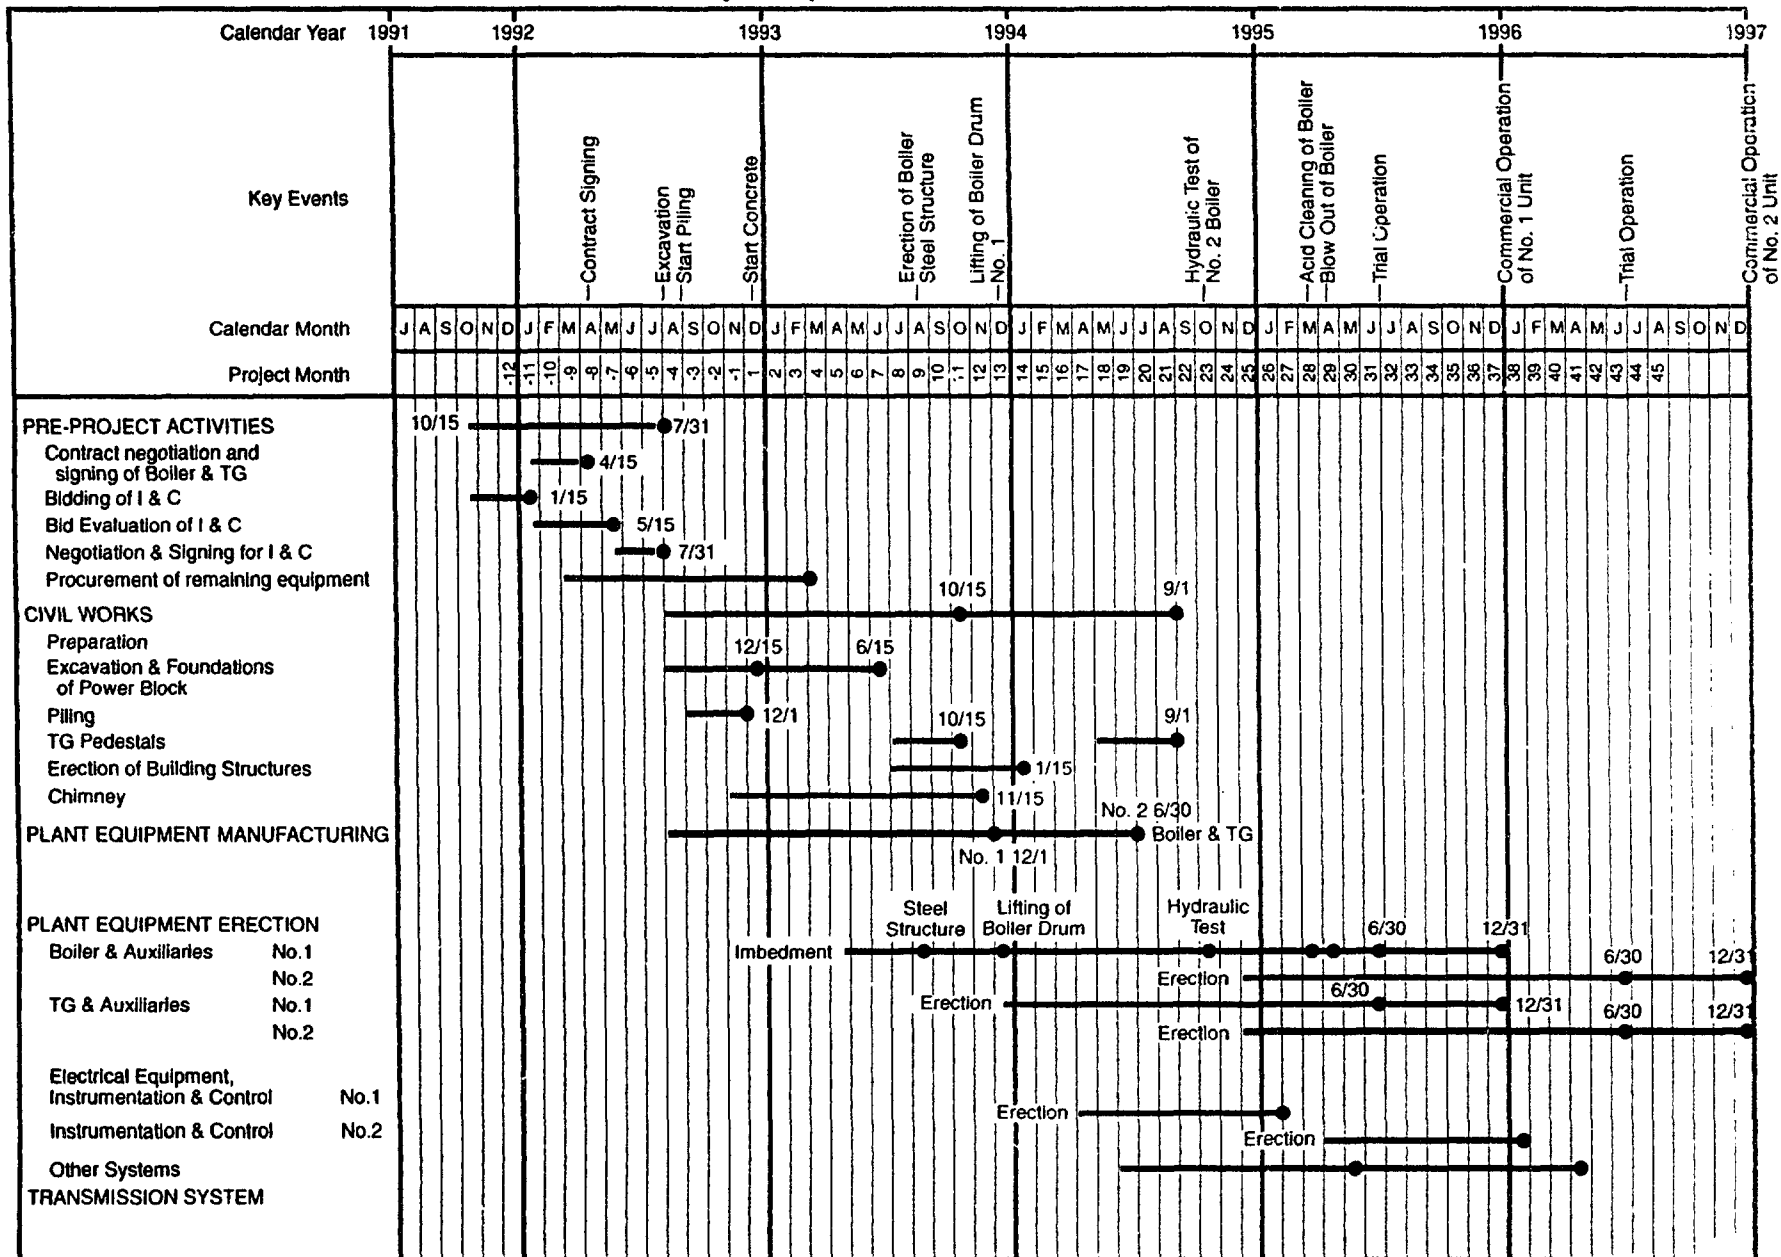 Calendar Year 1991 1992 1993 1994 1995 1996 1997
Key Events
Contract Signing
Excavation
Start Piling
Start Concrete
Erection of Boiler
Steel Structure
Lifting of Boiler Drum
No. 1
Hydraulic Test of
No. 2 Boiler
Acid Cleaning of Boiler
Blow Out of Boiler
Trial Operation
Commercial Operation
of No. 1 Unit
Trial Operation
Commercial Operation
of No. 2 Unit
Calendar Month J A S O N D J F M A M J J A S O N D J F M A M J J A S O N D J F M A M J J A S O N D J F M A M J J A S O N D J F M A M J J A S O N D
Project Month -12 -11 -10 -9 -8 -7 -6 -5 -4 -3 -2 -1 1 2 3 4 5 6 7 8 9 10 11 12 13 14 15 16 17 18 19 20 21 22 23 24 25 26 27 28 29 30 31 32 33 34 35 36 37 38 39 40 41 42 43 44 45
PRE-PROJECT ACTIVITIES 10/15 7/31
Contract negotiation and
signing of Boiler & TG 4/15
Bidding of I & C 1/15
Bid Evaluation of I & C 5/15
Negotiation & Signing for I & C 7/31
Procurement of remaining equipment
CIVIL WORKS 10/15 9/1
Preparation
Excavation & Foundations 12/15 6/15
of Power Block
Piling 12/1
TG Pedestals 10/15 9/1
Erection of Building Structures 1/15
Chimney 11/15
No. 2 6/30
PLANT EQUIPMENT MANUFACTURING Boiler & TG
No. 1 12/1
Steel Lifting of Hydraulic
PLANT EQUIPMENT ERECTION Structure Boiler Drum Test 6/30 12/31
Boiler & Auxiliaries No.1 Imbedment
No.2 Erection 6/30 12/31
TG & Auxiliaries No.1 Erection 6/30 12/31
No.2 Erection 6/30 12/31
Electrical Equipment,
Instrumentation & Control No.1 Erection
Instrumentation & Control No.2 Erection
Other Systems
TRANSMISSION SYSTEM